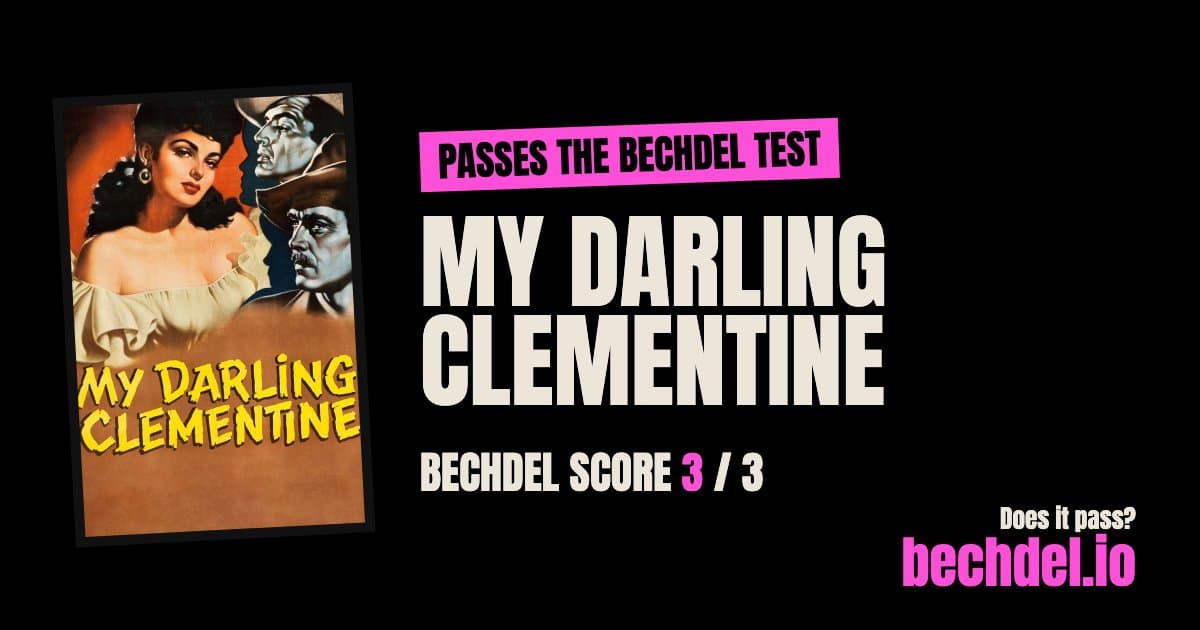 PASSES THE BECHDEL TEST
MY DARLING
CLEMENTINE
BECHDEL SCORE 3 / 3
MY DARLiNG
CLEMENTiNE
Does it pass?
bechdel.io